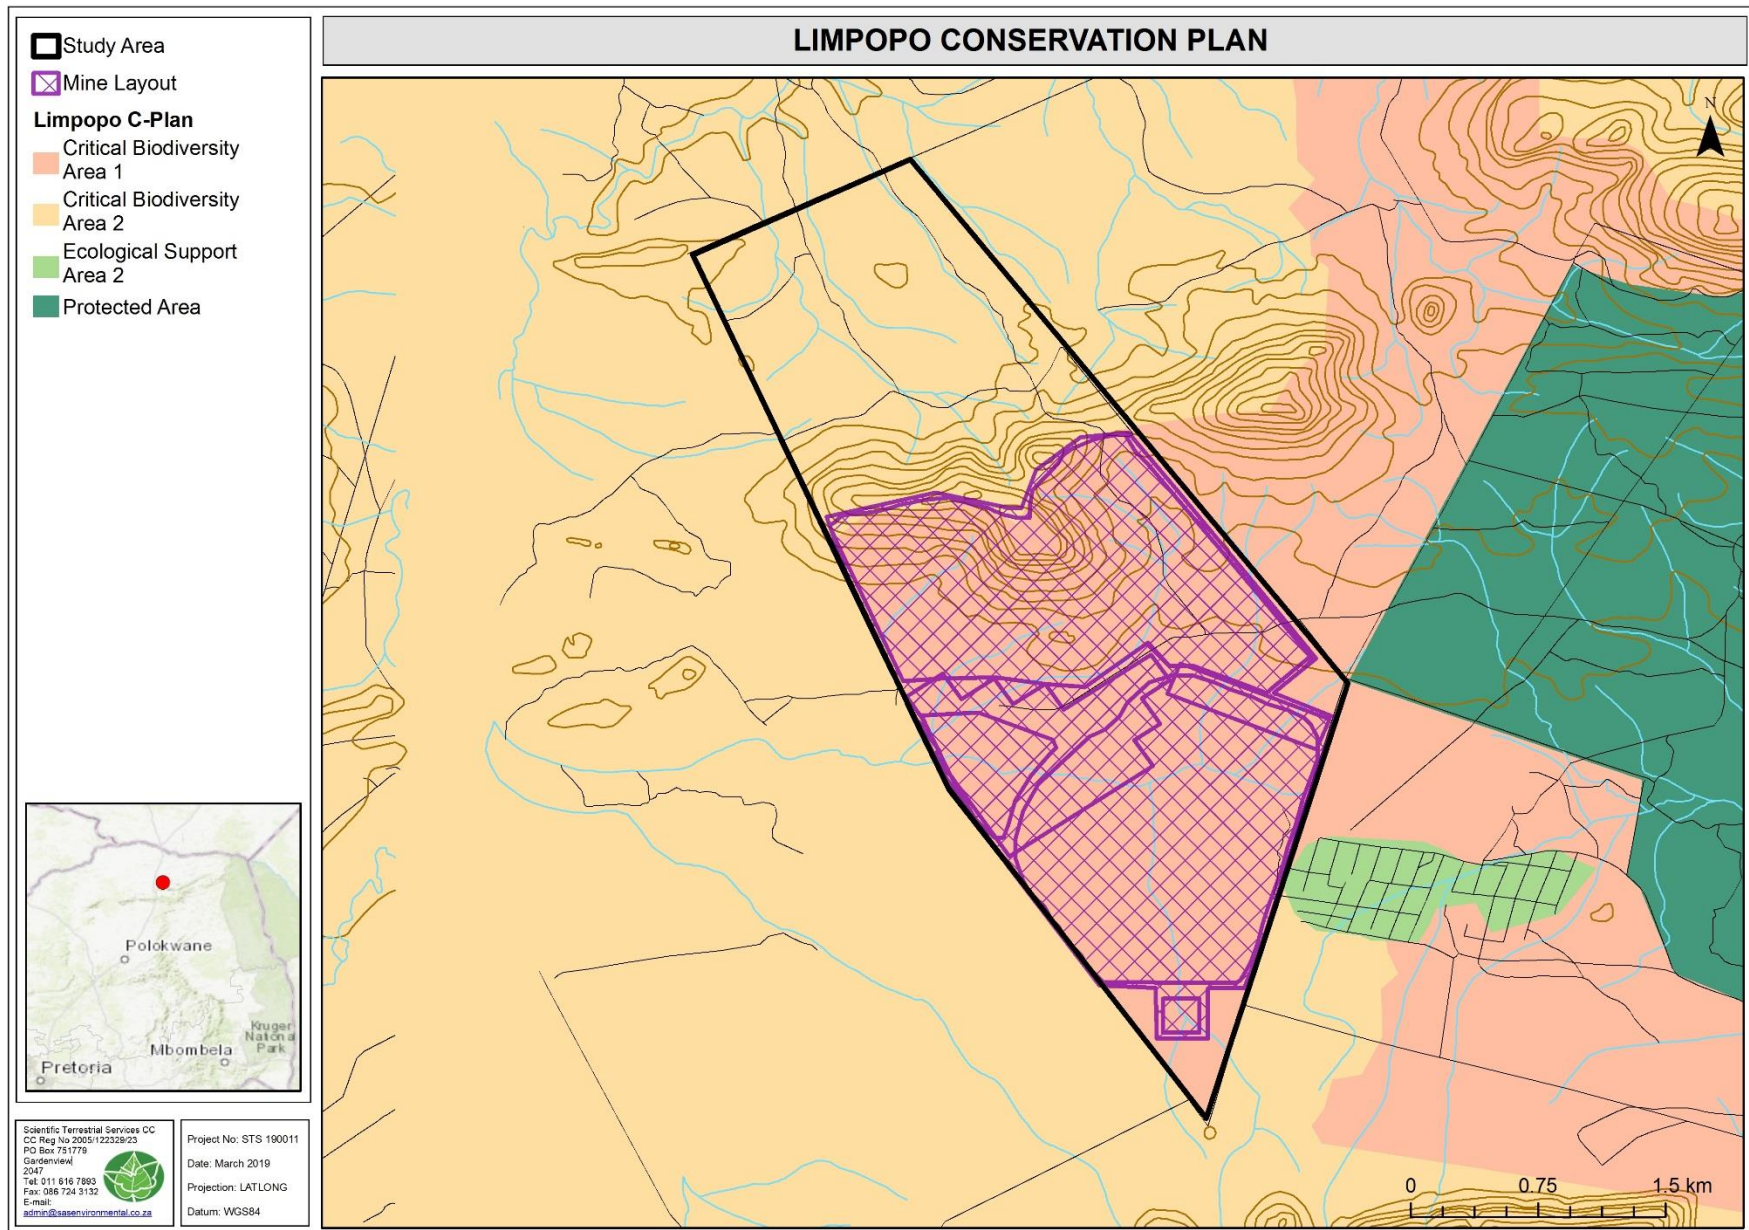 LIMPOPO CONSERVATION PLAN
Study Area
Mine Layout
Limpopo C-Plan
Critical Biodiversity
Area 1
Critical Biodiversity
Area 2
Ecological Support
Area 2
Protected Area
N
0 0.75 1.5 km
Polokwane
Kruger
National
Park
Mbombela
Pretoria
Scientific Terrestrial Services CC
CC Reg No 2005/122329/23
PO Box 751779
Gardenview
2047
Tel: 011 616 7893
Fax: 086 724 3132
E-mail:
admin@sasenvironmental.co.za
Project No: STS 190011
Date: March 2019
Projection: LATLONG
Datum: WGS84